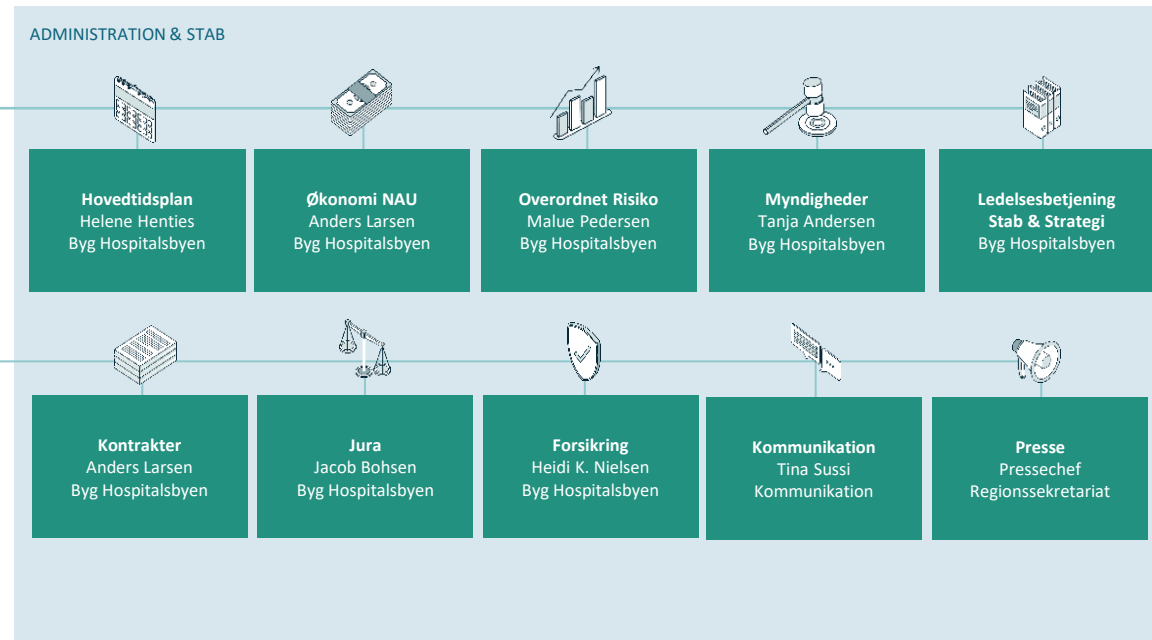 ADMINISTRATION & STAB
Hovedtidsplan
Helene Henties
Byg Hospitalsbyen
Økonomi NAU
Anders Larsen
Byg Hospitalsbyen
Overordnet Risiko
Malue Pedersen
Byg Hospitalsbyen
Myndigheder
Tanja Andersen
Byg Hospitalsbyen
Ledelsesbetjening
Stab & Strategi
Byg Hospitalsbyen
Kontrakter
Anders Larsen
Byg Hospitalsbyen
Jura
Jacob Bohsen
Byg Hospitalsbyen
Forsikring
Heidi K. Nielsen
Byg Hospitalsbyen
Kommunikation
Tina Sussi
Kommunikation
Presse
Pressechef
Regionssekretariat